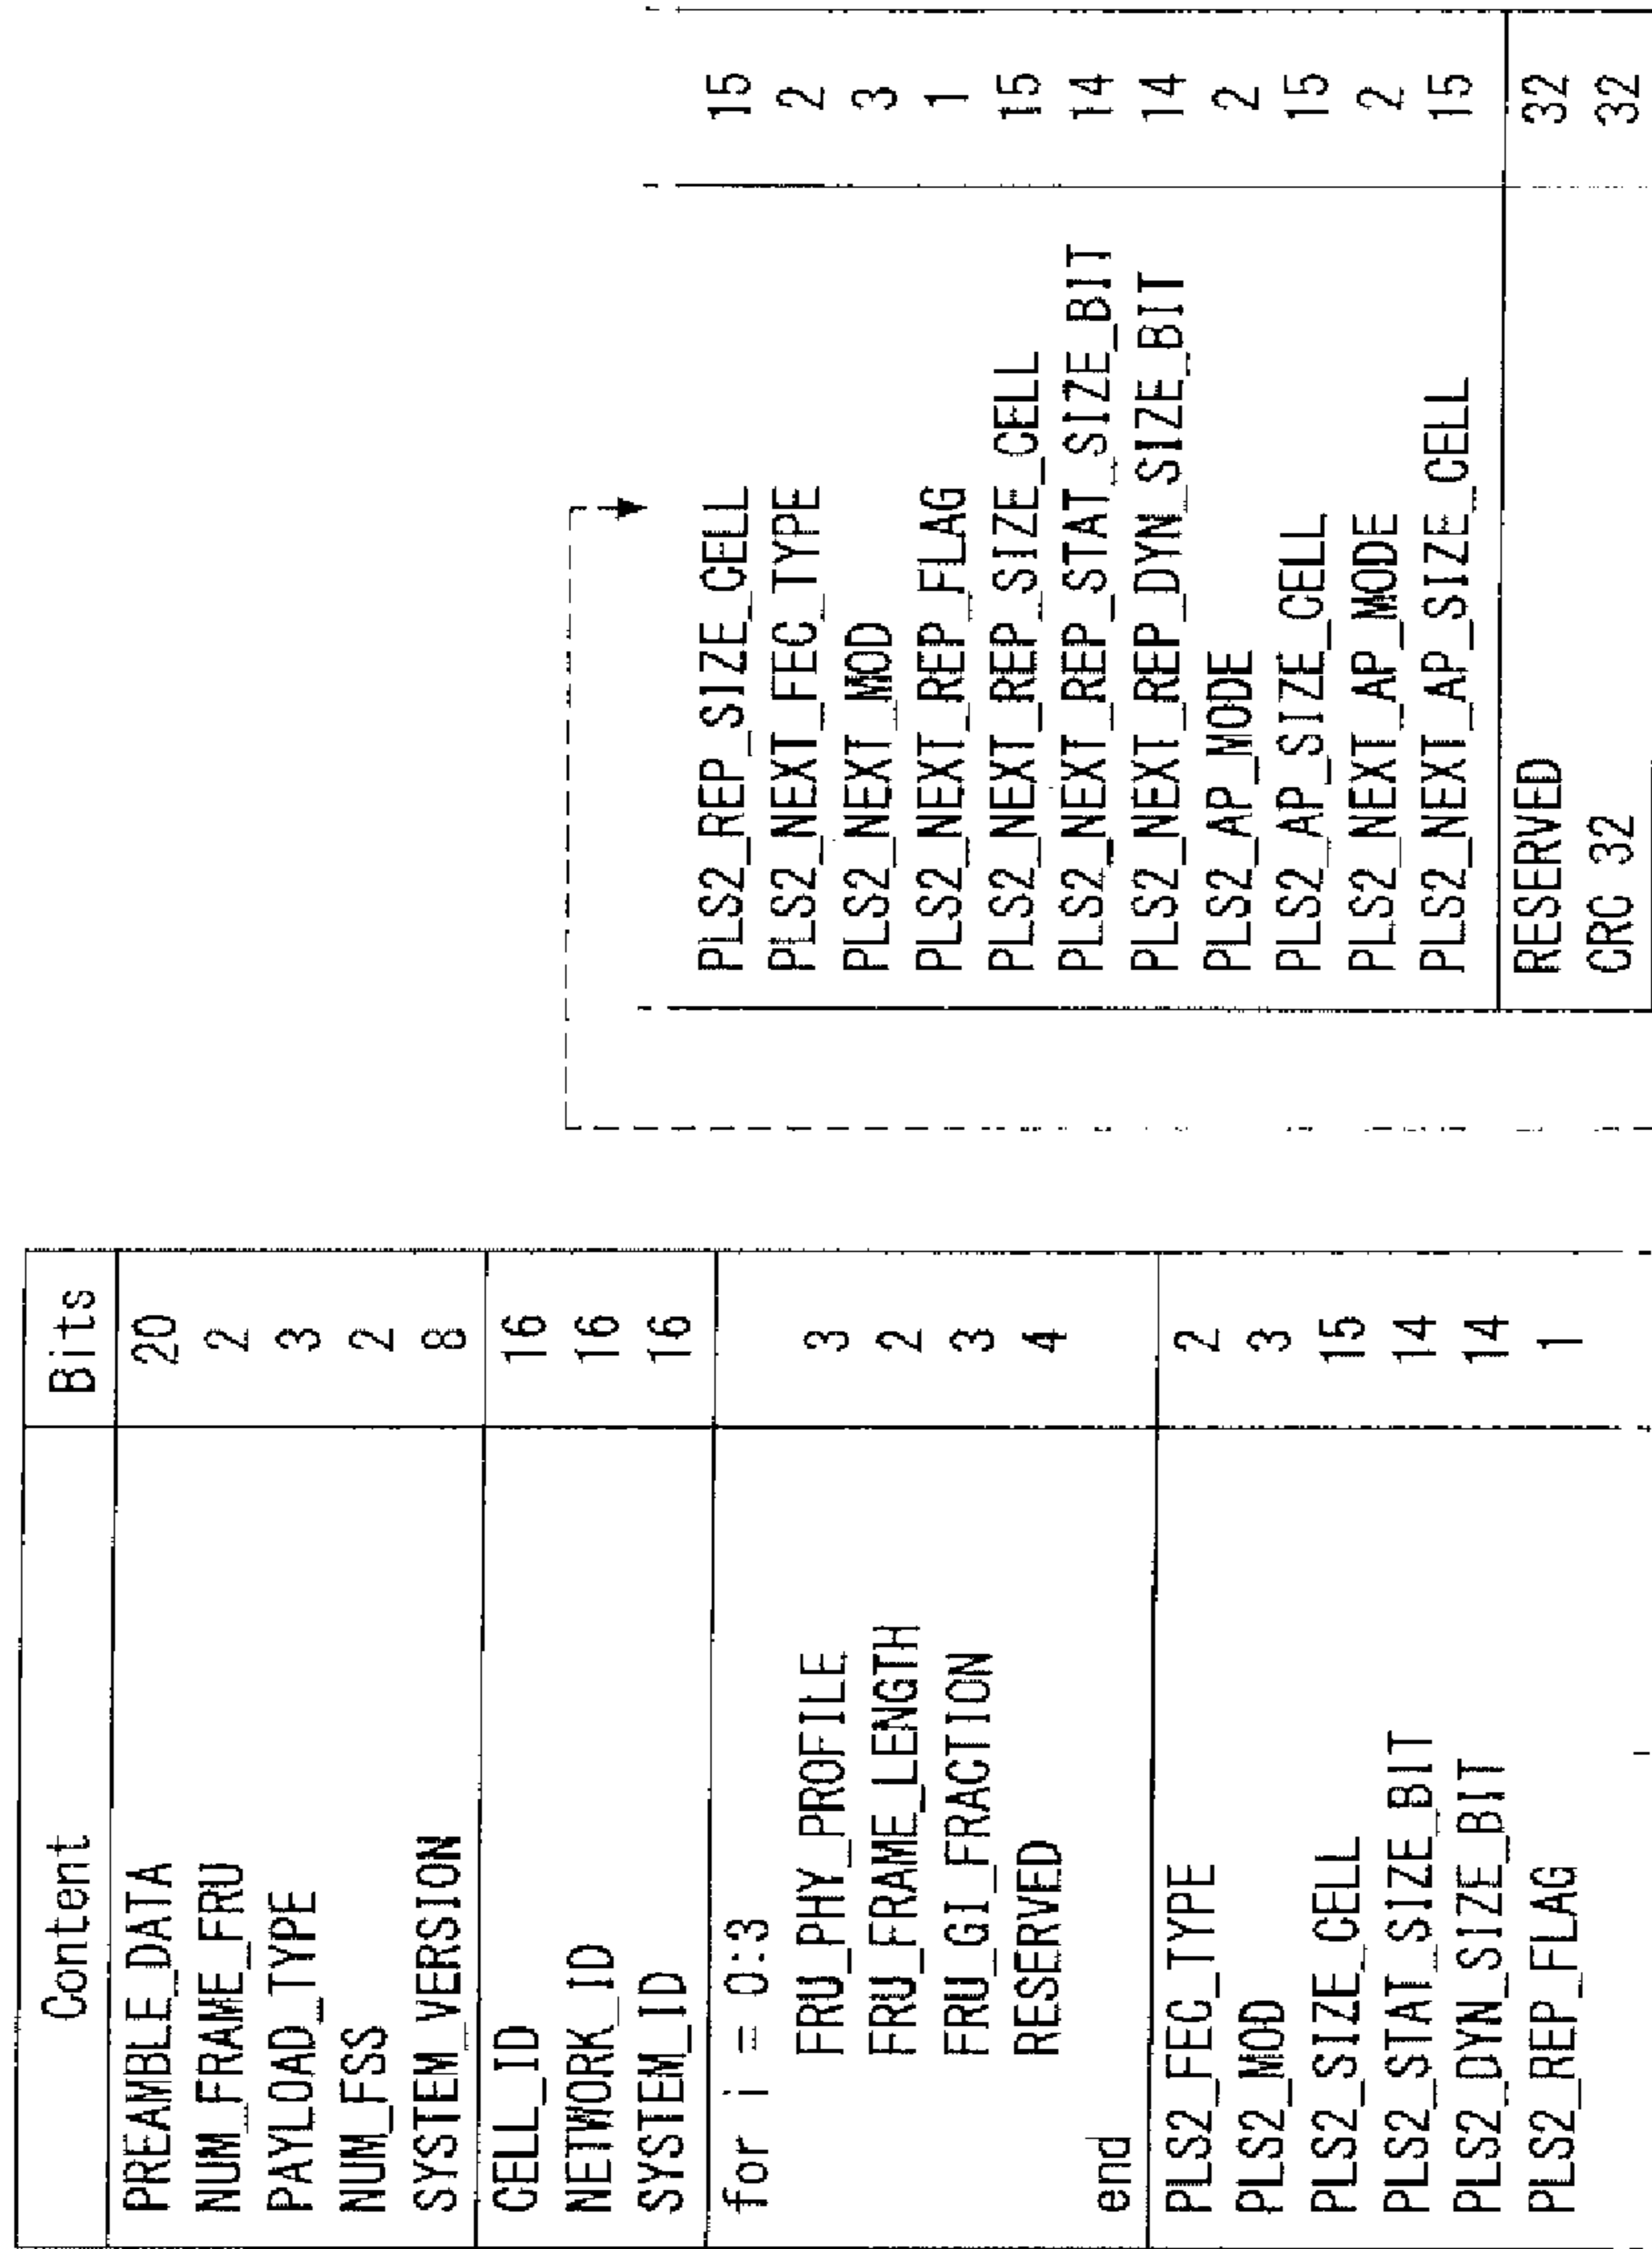 Content Bits
PREAMBLE_DATA 20
NUM_FRAME_FRU 2
PAYLOAD_TYPE 3
NUM_FSS 2
SYSTEM_VERSION 8
CELL_ID 16
NETWORK_ID 16
SYSTEM_ID 16
for i = 0:3
FRU_PHY_PROFILE 3
FRU_FRAME_LENGTH 2
FRU_GI_FRACTION 3
RESERVED 4
end
PLS2_FEC_TYPE 2
PLS2_MOD 3
PLS2_SIZE_CELL 15
PLS2_STAT_SIZE_BIT 14
PLS2_DYN_SIZE_BIT 14
PLS2_REP_FLAG 1
PLS2_REP_SIZE_CELL 15
PLS2_NEXT_FEC_TYPE 2
PLS2_NEXT_MOD 3
PLS2_NEXT_REP_FLAG 1
PLS2_NEXT_REP_SIZE_CELL 15
PLS2_NEXT_REP_STAT_SIZE_BIT 14
PLS2_NEXT_REP_DYN_SIZE_BIT 14
PLS2_AP_MODE 2
PLS2_AP_SIZE_CELL 15
PLS2_NEXT_AP_MODE 2
PLS2_NEXT_AP_SIZE_CELL 15
RESERVED 32
CRC 32 32